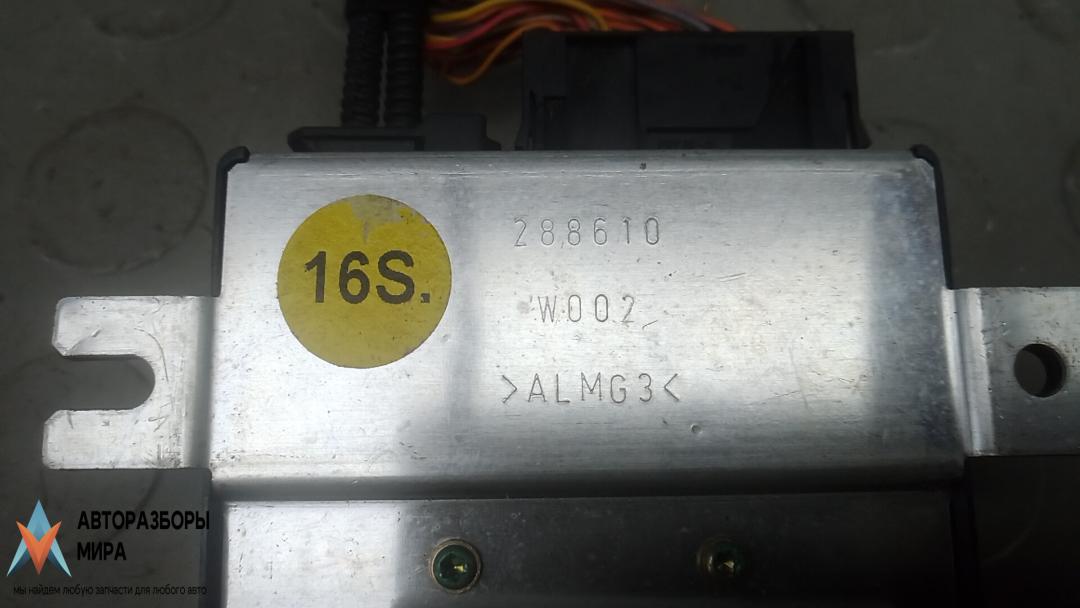 16S.
288610
W002
>ALMG3<
АВТОРАЗБОРЫ
МИРА
мы найдем любую запчасти для любого авто